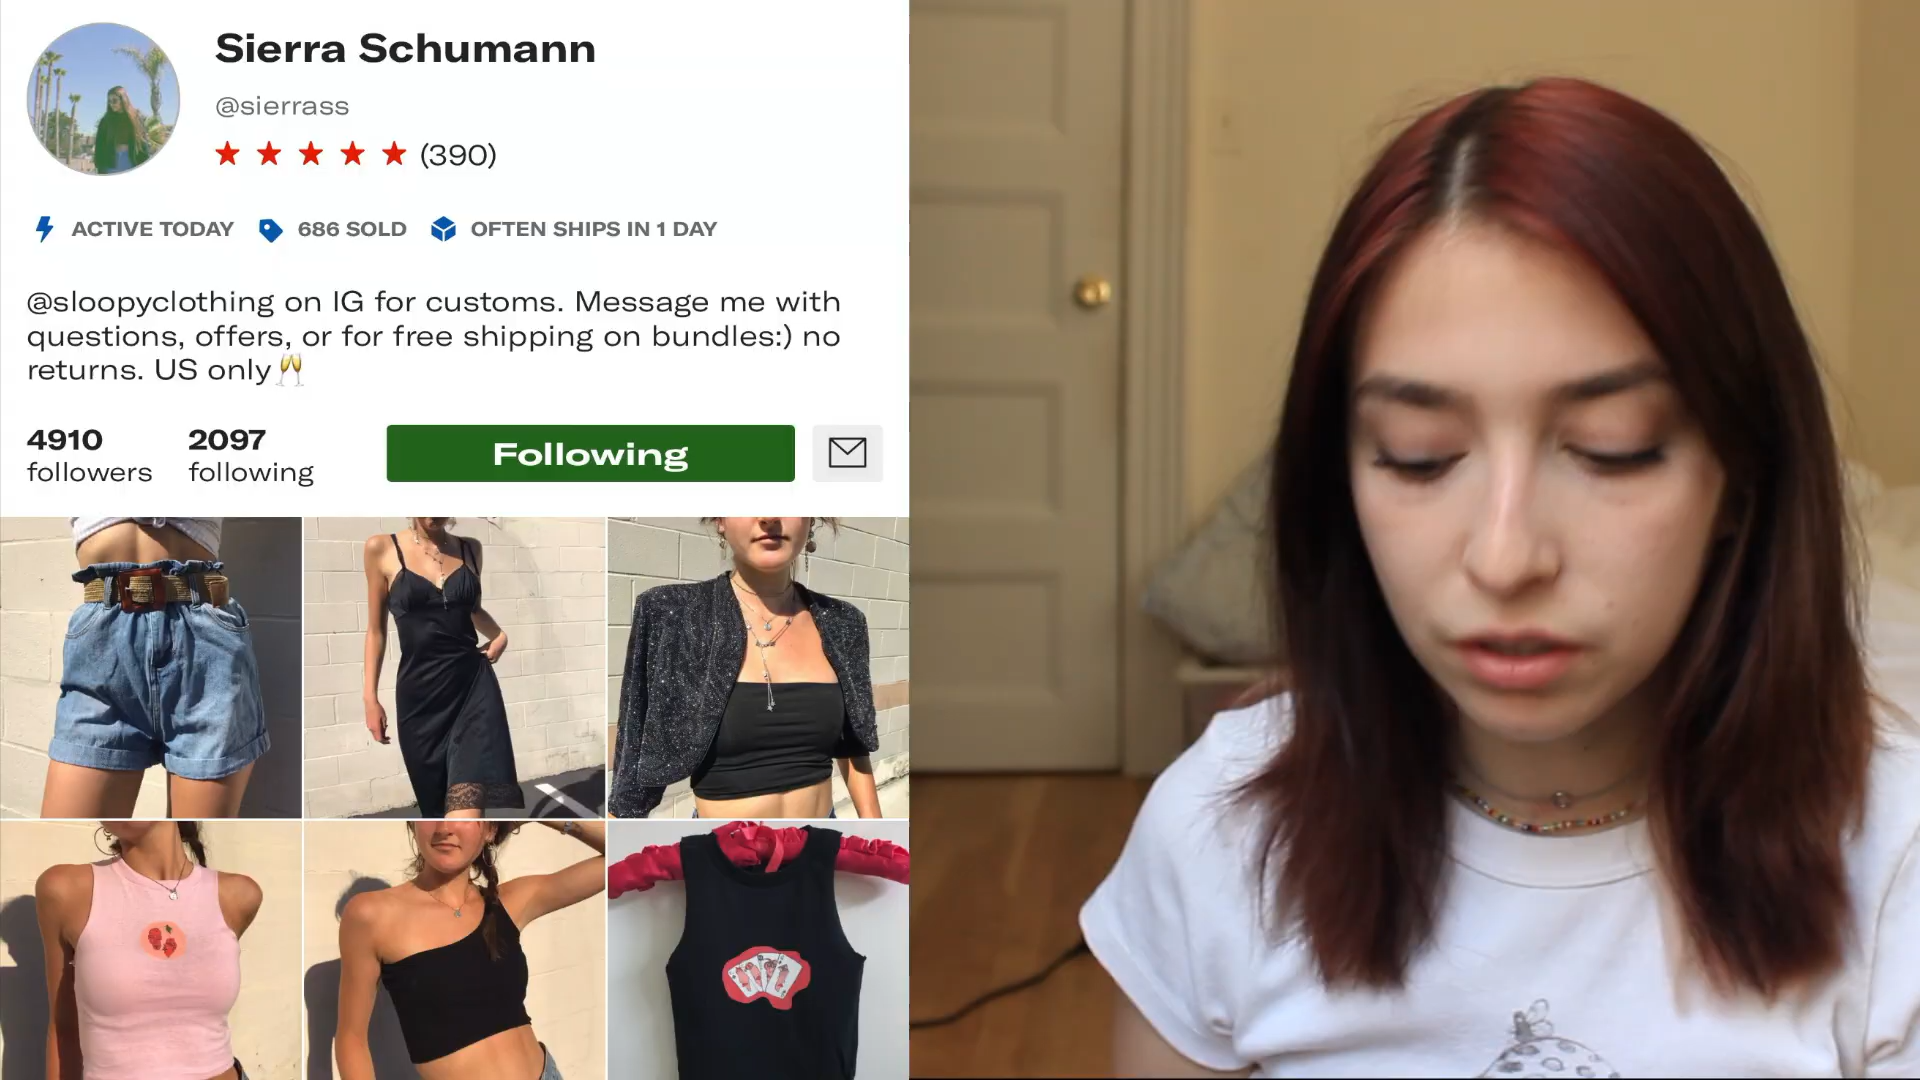 Sierra Schumann
@sierrass
(390)
ACTIVE TODAY 686 SOLD OFTEN SHIPS IN 1 DAY
@sloopyclothing on IG for customs. Message me with
questions, offers, or for free shipping on bundles:) no
returns. US only🥂
4910 2097
followers following
Following